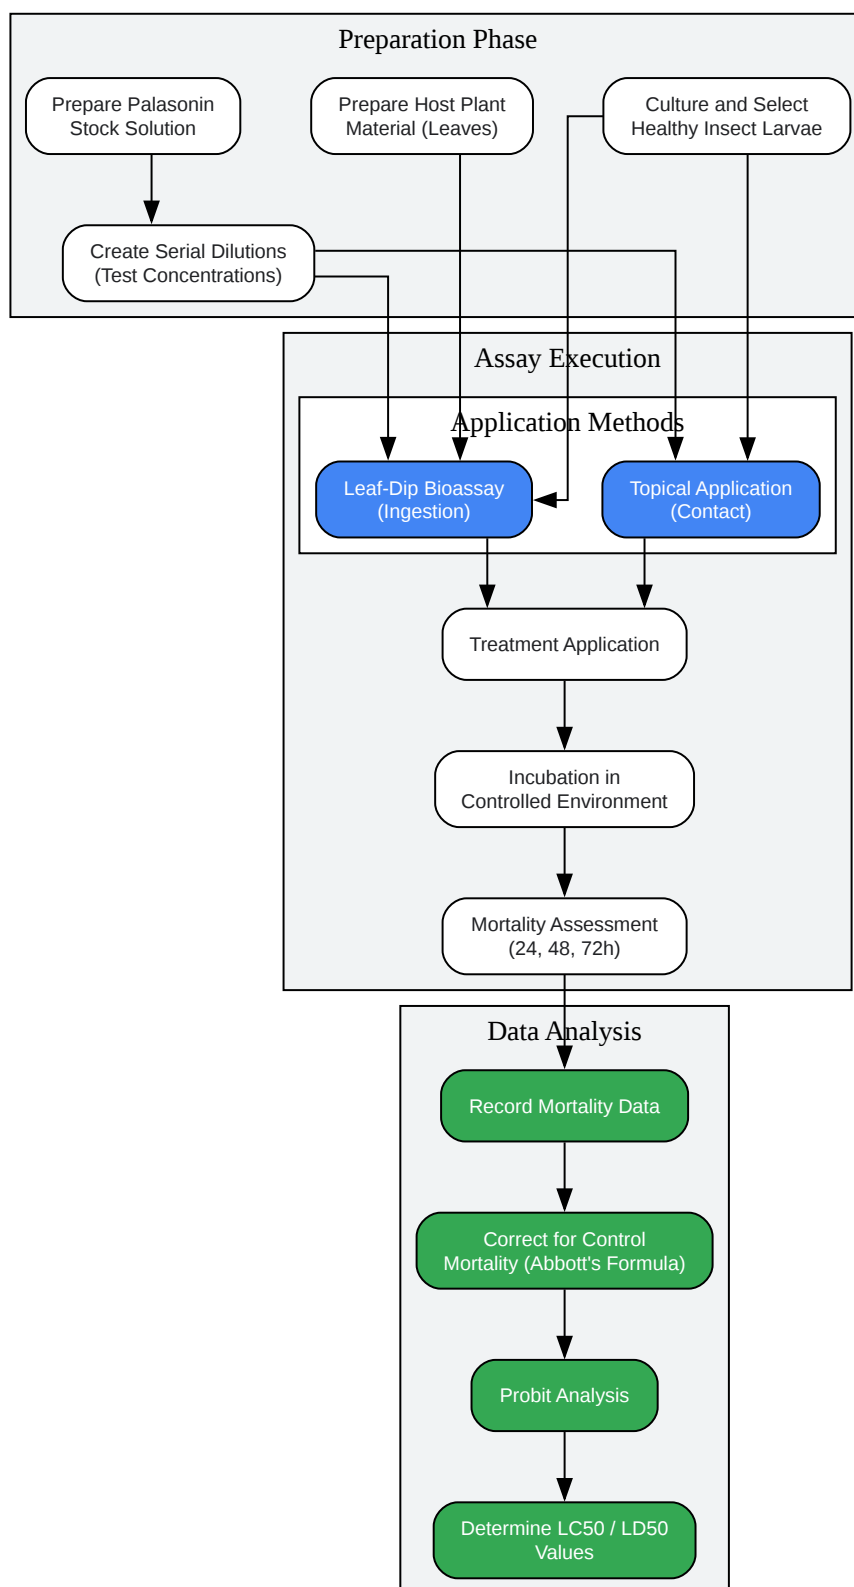 Preparation Phase
Prepare Palasonin
Stock Solution
Prepare Host Plant
Material (Leaves)
Culture and Select
Healthy Insect Larvae
Create Serial Dilutions
(Test Concentrations)
Assay Execution
Application Methods
Leaf-Dip Bioassay
(Ingestion)
Topical Application
(Contact)
Treatment Application
Incubation in
Controlled Environment
Mortality Assessment
(24, 48, 72h)
Data Analysis
Record Mortality Data
Correct for Control
Mortality (Abbott's Formula)
Probit Analysis
Determine LC50 / LD50
Values